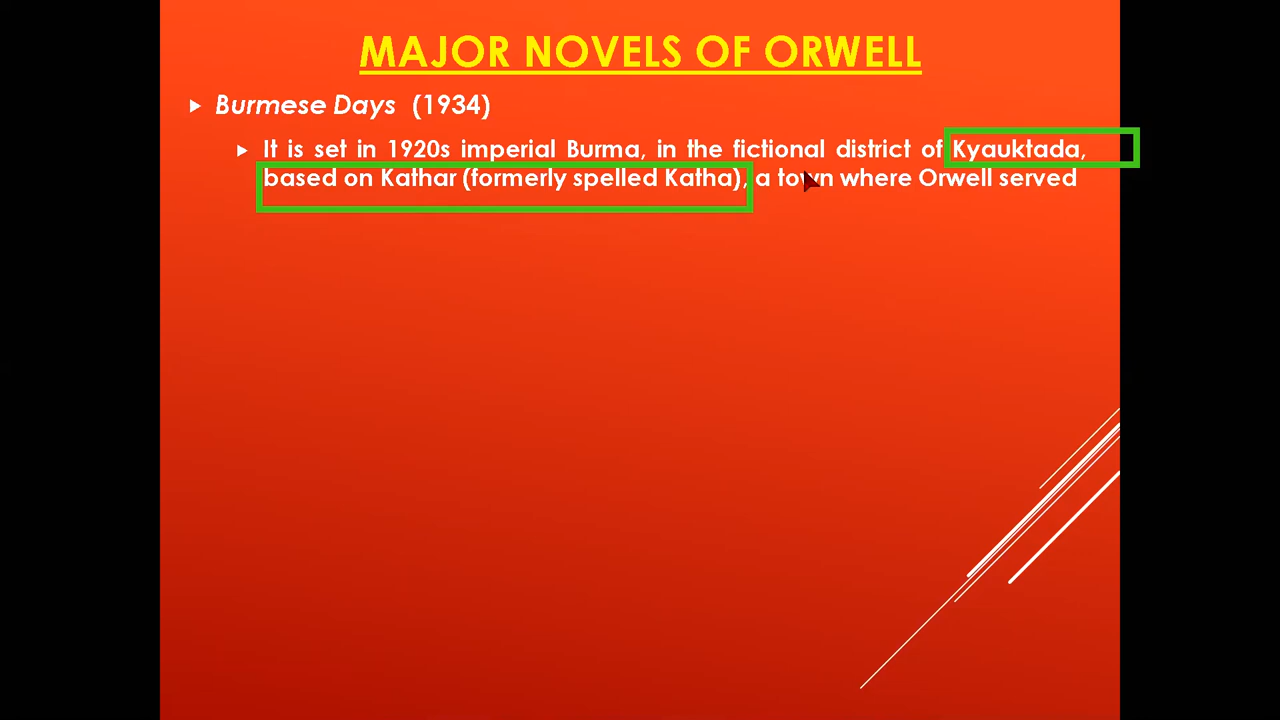 MAJOR NOVELS OF ORWELL
Burmese Days (1934)
It is set in 1920s imperial Burma, in the fictional district of Kyauktada,
based on Kathar (formerly spelled Katha), a town where Orwell served